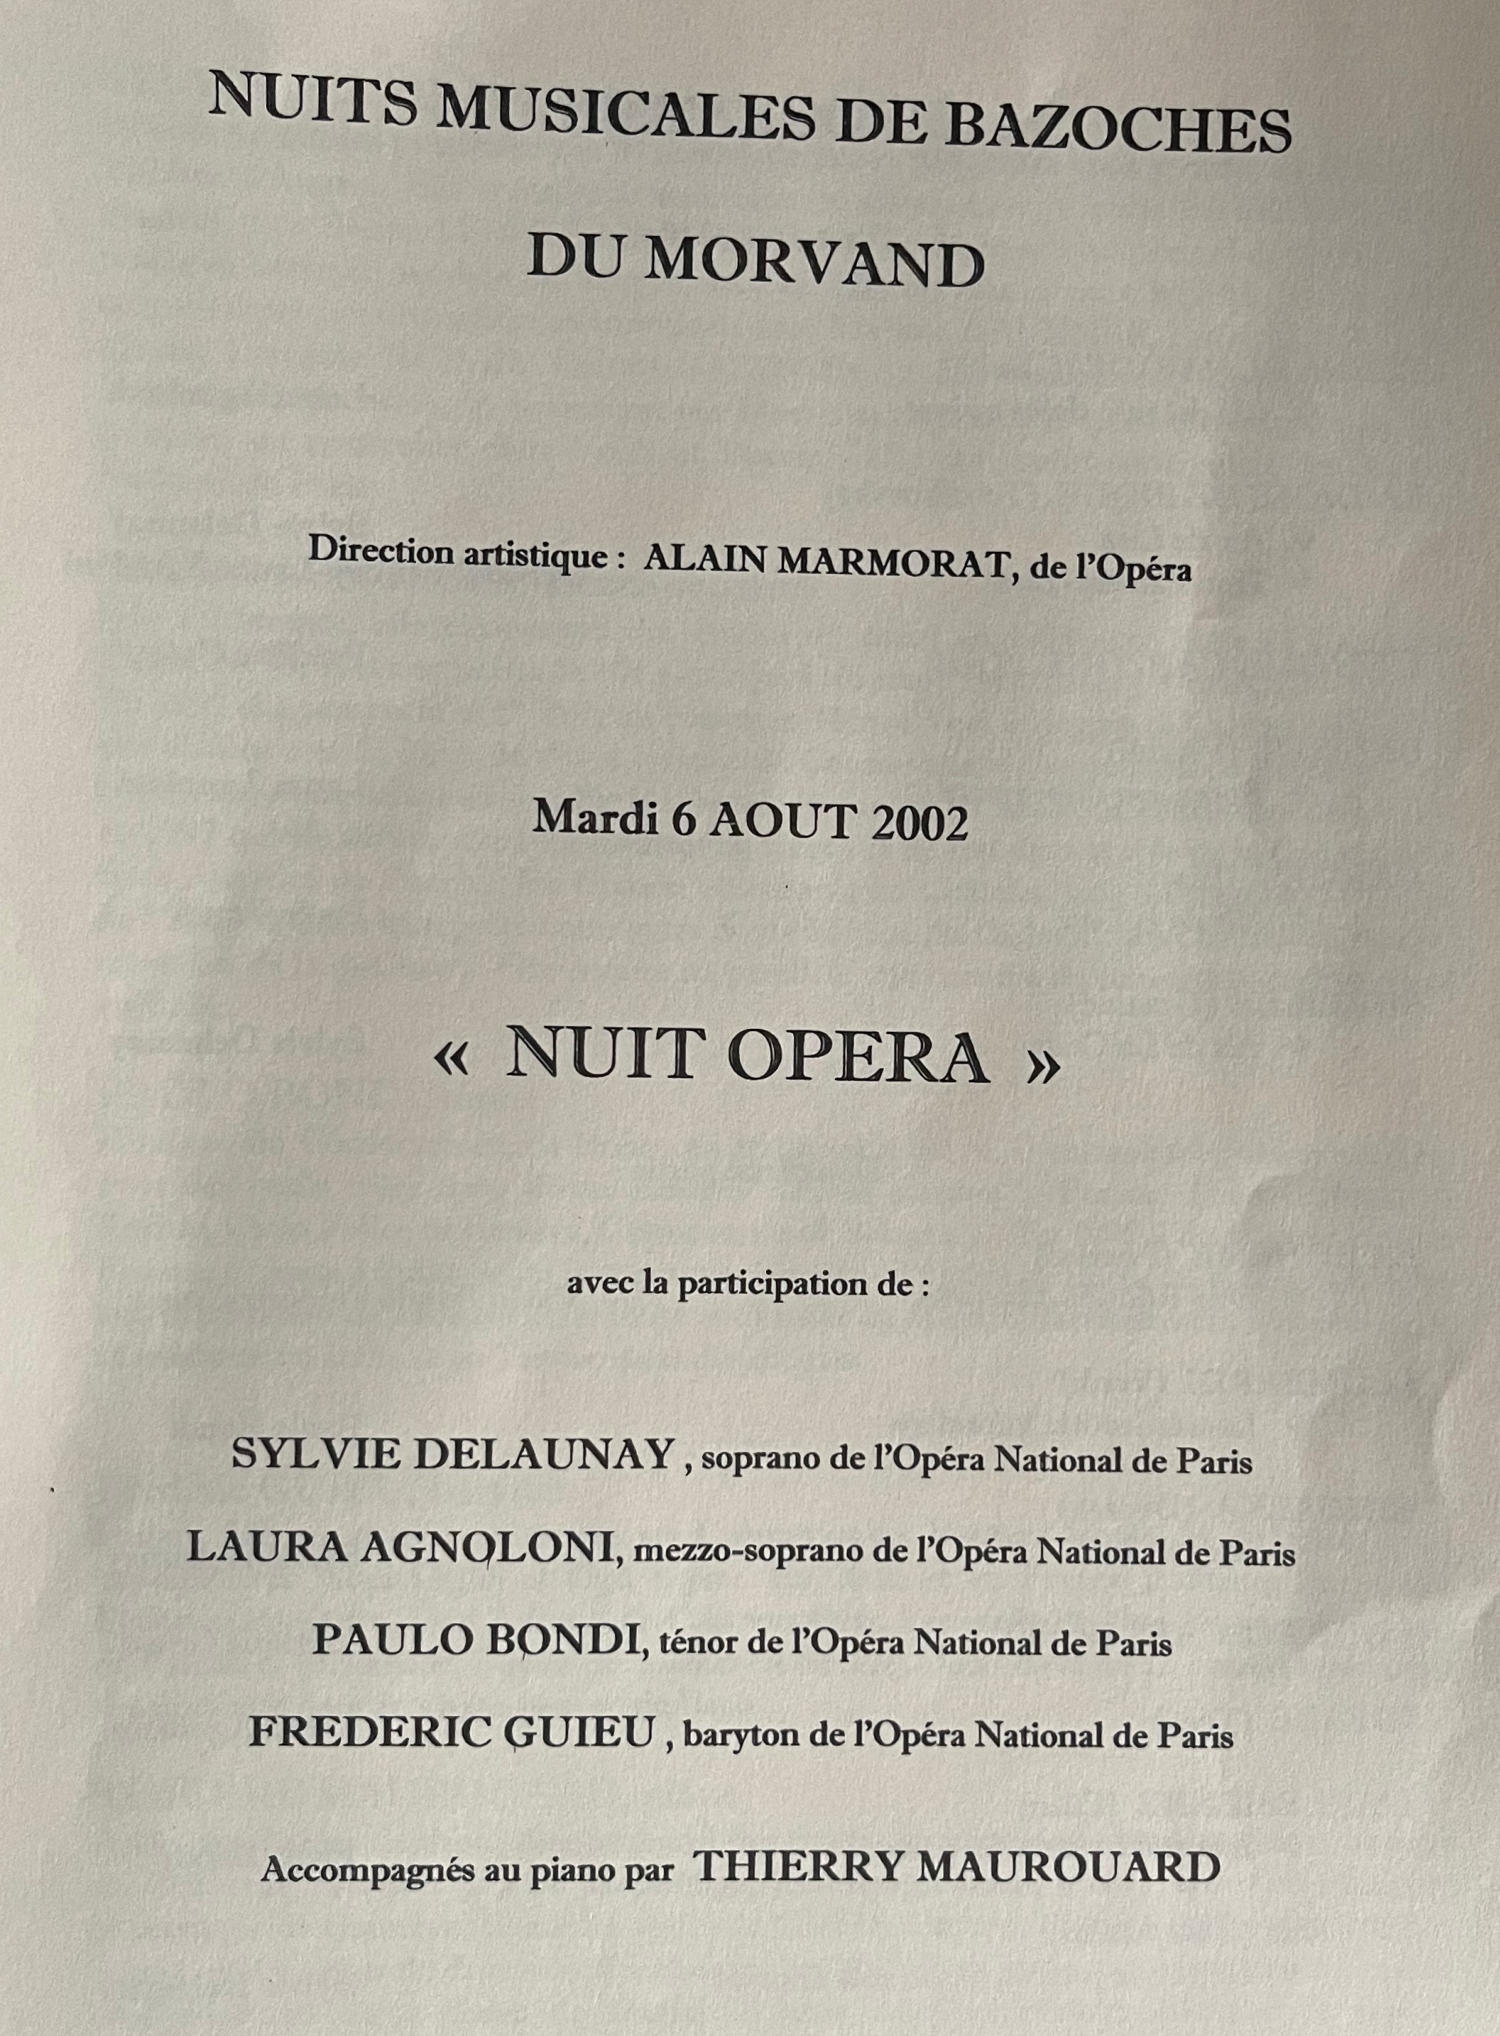 NUITS MUSICALES DE BAZOCHES
DU MORVAND
Direction artistique : ALAIN MARMORAT, de l'Opéra
Mardi 6 AOUT 2002
« NUIT OPERA »
avec la participation de :
SYLVIE DELAUNAY , soprano de l'Opéra National de Paris
LAURA AGNOLONI, mezzo-soprano de l'Opéra National de Paris
PAULO BONDI, ténor de l'Opéra National de Paris
FREDERIC GUIEU , baryton de l'Opéra National de Paris
Accompagnés au piano par THIERRY MAUROUARD